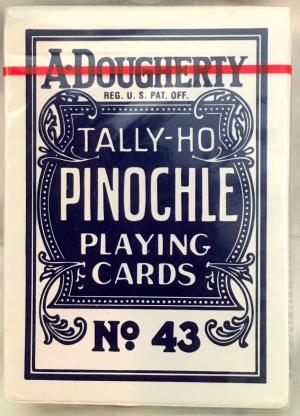 A·DOUGHERTY
REG. U. S. PAT. OFF.
TALLY-HO
PINOCHLE
PLAYING
CARDS
Nº 43